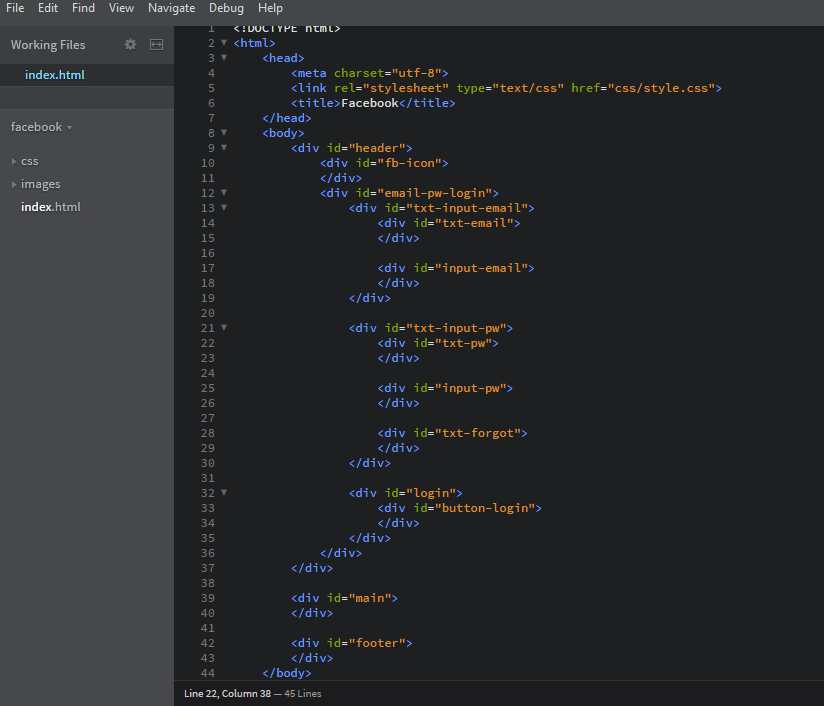 File Edit Find View Navigate Debug Help
Working Files
index.html
facebook
css
images
index.html
1 <!DOCTYPE html>
2 <html>
3 <head>
4 <meta charset="utf-8">
5 <link rel="stylesheet" type="text/css" href="css/style.css">
6 <title>Facebook</title>
7 </head>
8 <body>
9 <div id="header">
10 <div id="fb-icon">
11 </div>
12 <div id="email-pw-login">
13 <div id="txt-input-email">
14 <div id="txt-email">
15 </div>
16
17 <div id="input-email">
18 </div>
19 </div>
20
21 <div id="txt-input-pw">
22 <div id="txt-pw">
23 </div>
24
25 <div id="input-pw">
26 </div>
27
28 <div id="txt-forgot">
29 </div>
30 </div>
31
32 <div id="login">
33 <div id="button-login">
34 </div>
35 </div>
36 </div>
37 </div>
38
39 <div id="main">
40 </div>
41
42 <div id="footer">
43 </div>
44 </body>
Line 22, Column 38 — 45 Lines